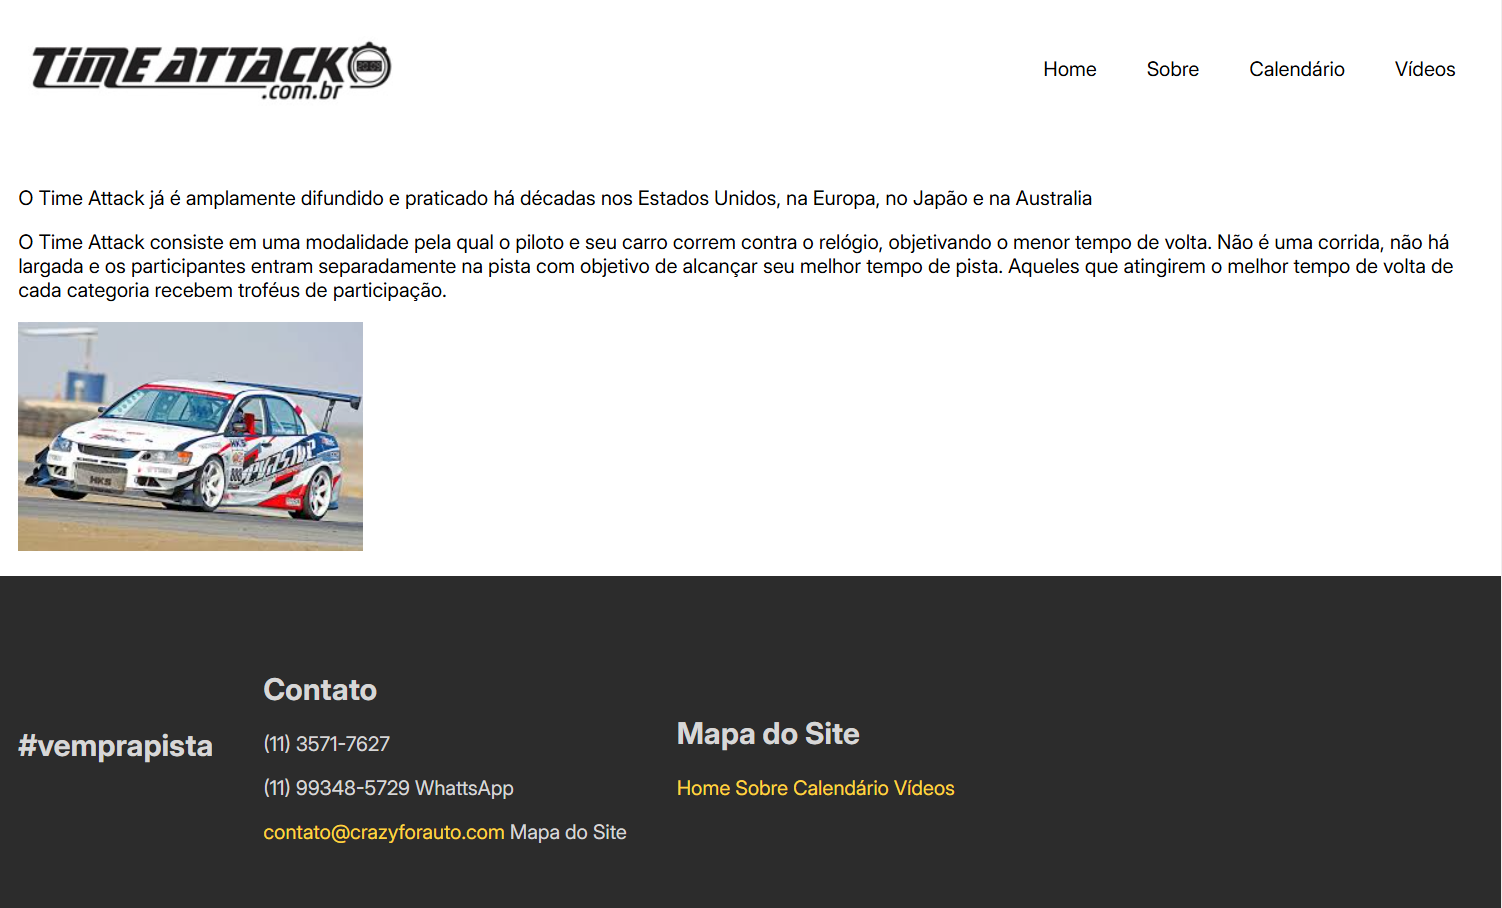 TIME ATTACK
.com.br
Home Sobre Calendário Vídeos
O Time Attack já é amplamente difundido e praticado há décadas nos Estados Unidos, na Europa, no Japão e na Australia
O Time Attack consiste em uma modalidade pela qual o piloto e seu carro correm contra o relógio, objetivando o menor tempo de volta. Não é uma corrida, não há
largada e os participantes entram separadamente na pista com objetivo de alcançar seu melhor tempo de pista. Aqueles que atingirem o melhor tempo de volta de
cada categoria recebem troféus de participação.
HKS
evasive
HKS
#vemprapista
Contato
(11) 3571-7627
(11) 99348-5729 WhattsApp
contato@crazyforauto.com Mapa do Site
Mapa do Site
Home Sobre Calendário Vídeos